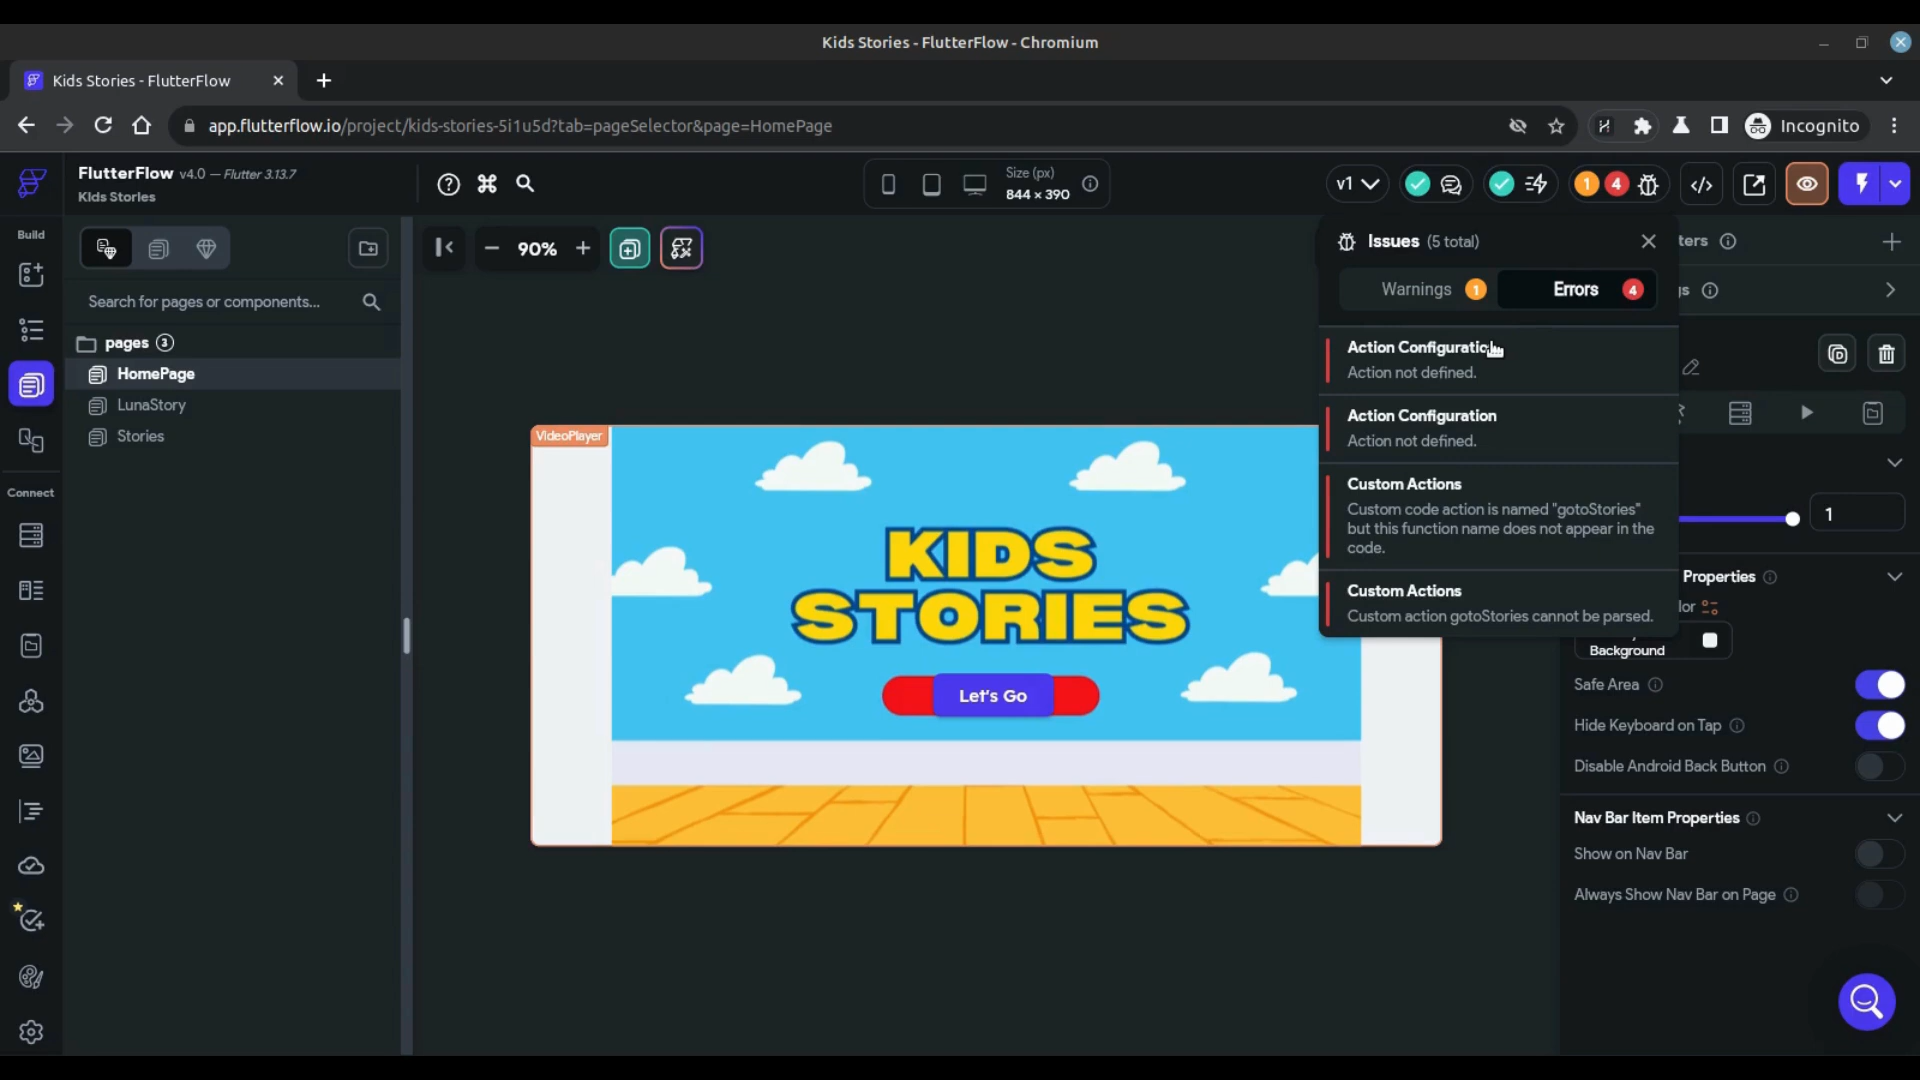 Kids Stories - FlutterFlow - Chromium
Kids Stories - FlutterFlow
app.flutterflow.io/project/kids-stories-5i1u5d?tab=pageSelector&page=HomePage
Incognito
FlutterFlow v4.0 – Flutter 3.13.7
Kids Stories
Size (px)
844 × 390
v1
1 4
Build
90%
Issues (5 total)
ters
Search for pages or components...
Warnings 1 Errors 4
s
pages 3
HomePage
LunaStory
Stories
Action Configuration
Action not defined.
Action Configuration
Action not defined.
Custom Actions
Custom code action is named "gotoStories"
but this function name does not appear in the
code.
Custom Actions
Custom action gotoStories cannot be parsed.
Connect
VideoPlayer
KIDS
STORIES
Let's Go
1
Properties
lor
Background
Safe Area
Hide Keyboard on Tap
Disable Android Back Button
Nav Bar Item Properties
Show on Nav Bar
Always Show Nav Bar on Page